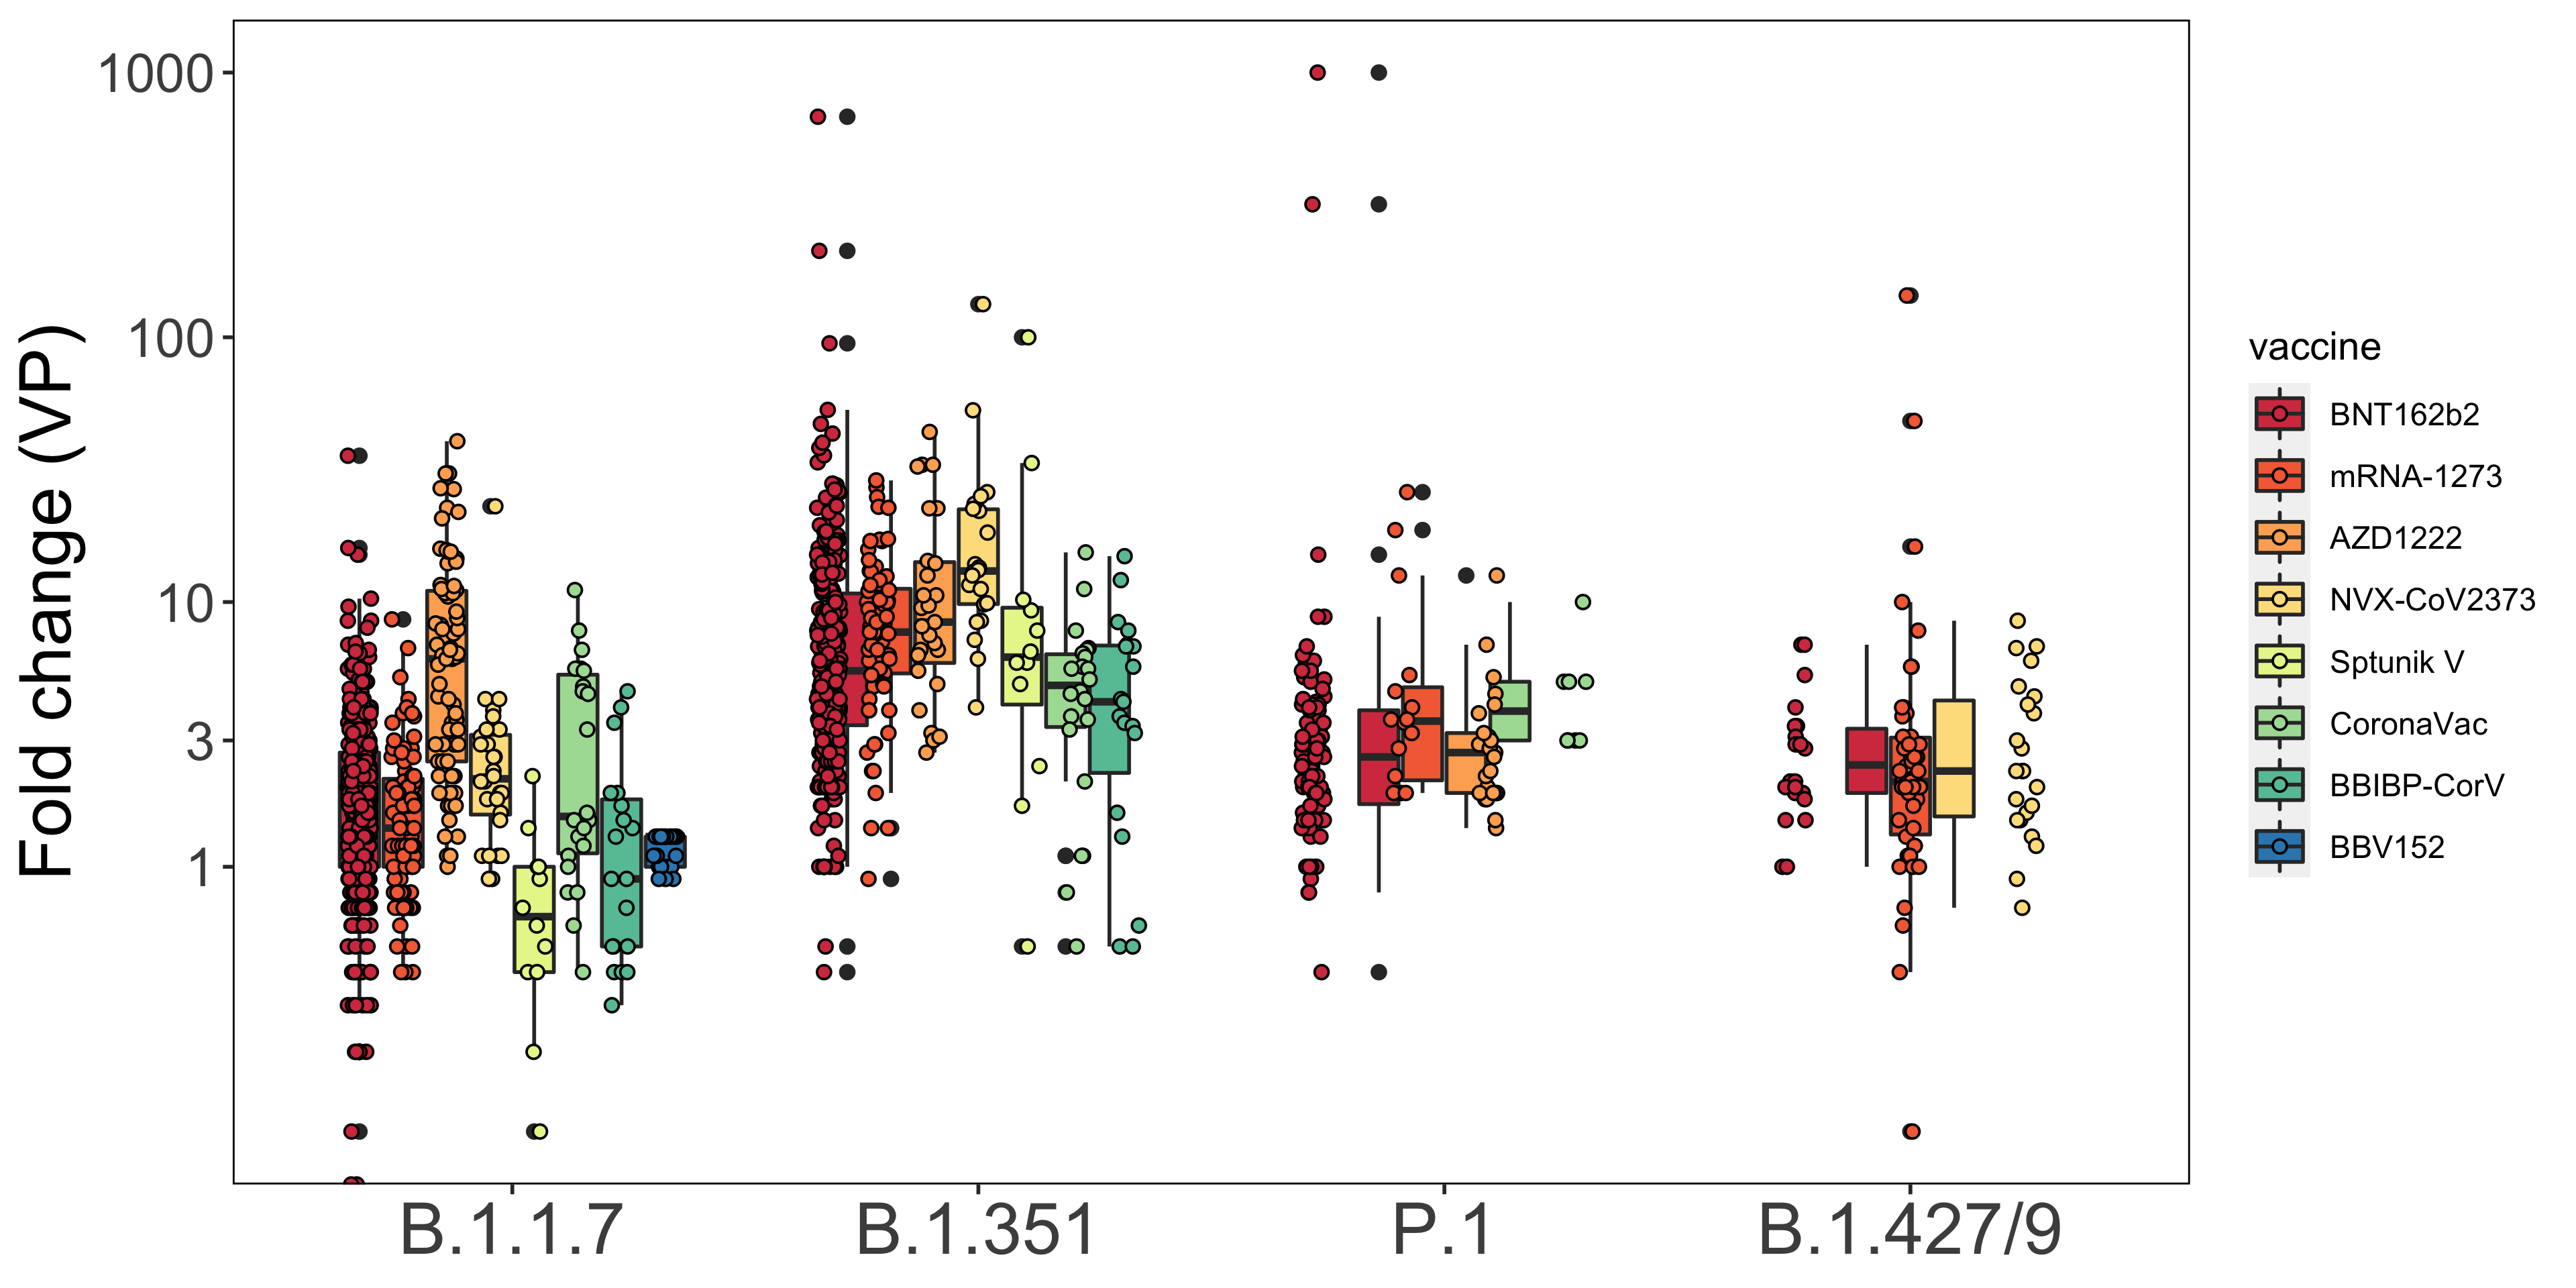 Fold change (VP)
1000
100
10
3
1
B.1.1.7
B.1.351
P.1
B.1.427/9
vaccine
BNT162b2
mRNA-1273
AZD1222
NVX-CoV2373
Sptunik V
CoronaVac
BBIBP-CorV
BBV152